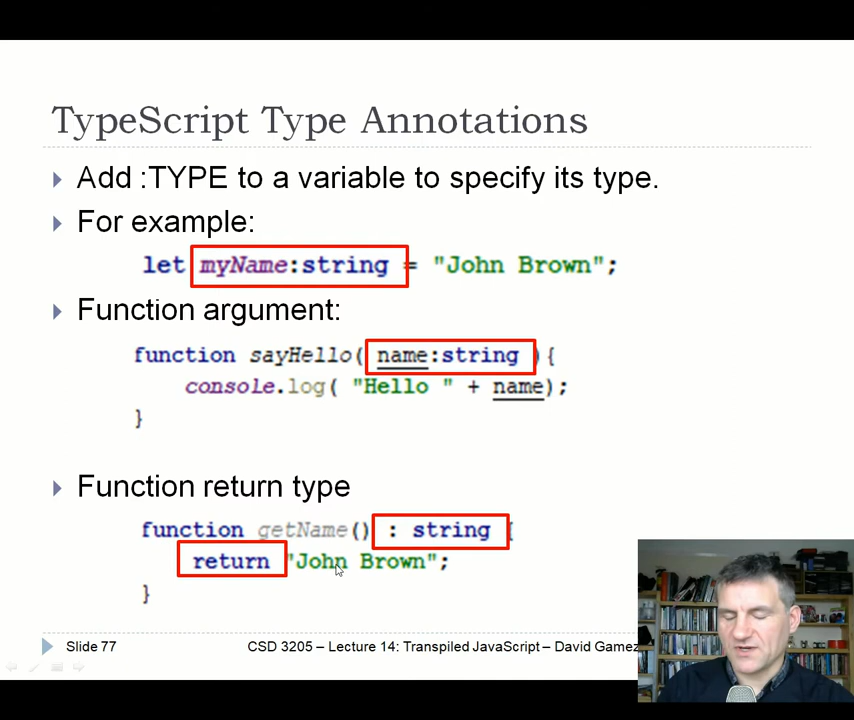 TypeScript Type Annotations
Add :TYPE to a variable to specify its type.
For example:
let myName:string = "John Brown";
Function argument:
function sayHello( name:string ){
console.log( "Hello " + name);
}
Function return type
function getName() : string {
return "John Brown";
}
Slide 77
CSD 3205 – Lecture 14: Transpiled JavaScript – David Gamez